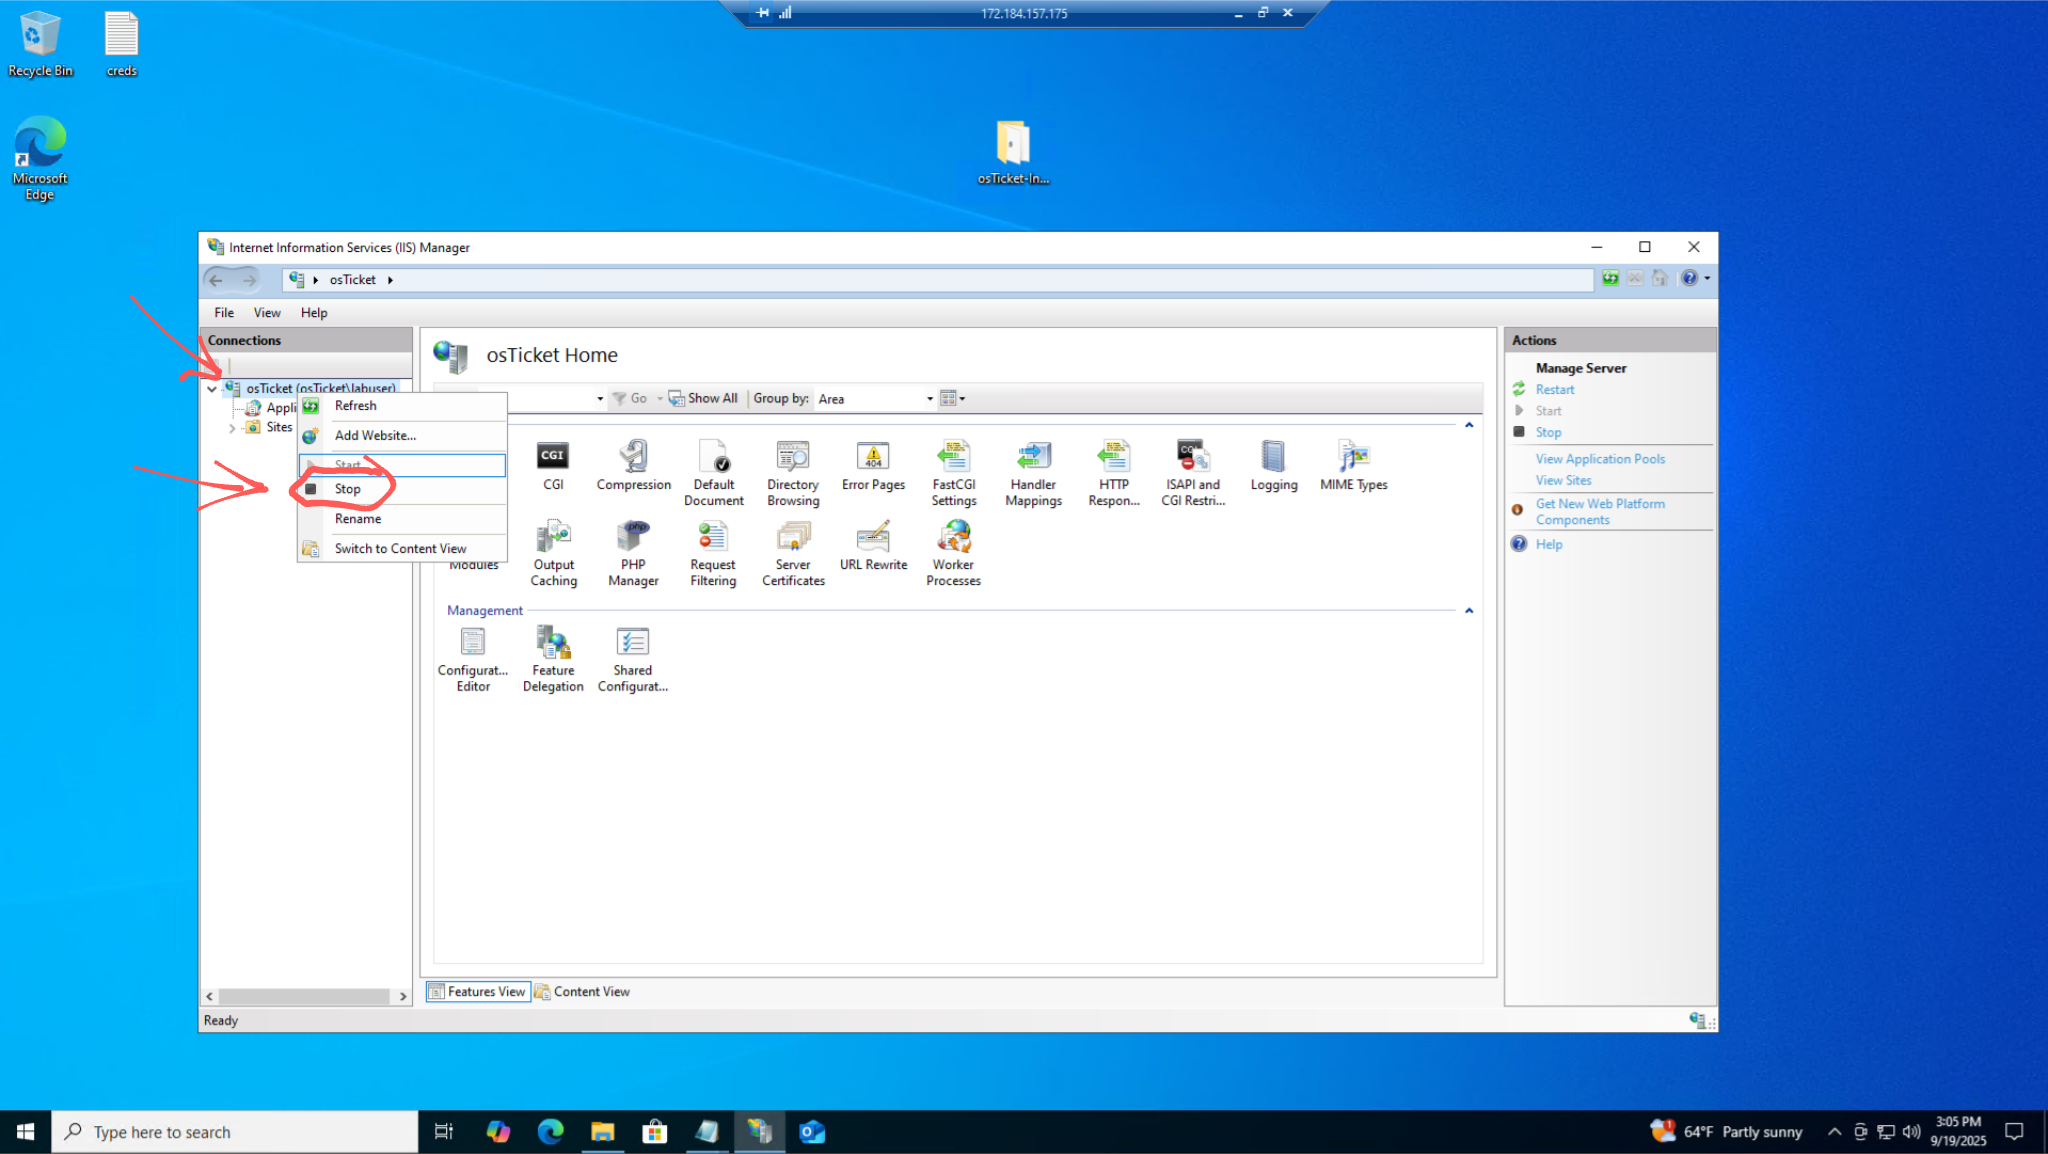 172.184.157.175
Recycle Bin
creds
Microsoft
Edge
osTicket-In...
Internet Information Services (IIS) Manager
osTicket
File View Help
Connections
osTicket (osTicket\labuser)
Appli
Sites
Refresh
Add Website...
Start
Stop
Rename
Switch to Content View
osTicket Home
Go Show All Group by: Area
CGI
CGI
Compression
Default
Document
Directory
Browsing
404
Error Pages
FastCGI
Settings
Handler
Mappings
HTTP
Respon...
ISAPI and
CGI Restri...
Logging
MIME Types
Modules
Output
Caching
php
PHP
Manager
Request
Filtering
Server
Certificates
URL Rewrite
Worker
Processes
Management
Configurat...
Editor
Feature
Delegation
Shared
Configurat...
Features View Content View
Ready
Actions
Manage Server
Restart
Start
Stop
View Application Pools
View Sites
Get New Web Platform
Components
Help
Type here to search
1
64°F Partly sunny
3:05 PM
9/19/2025